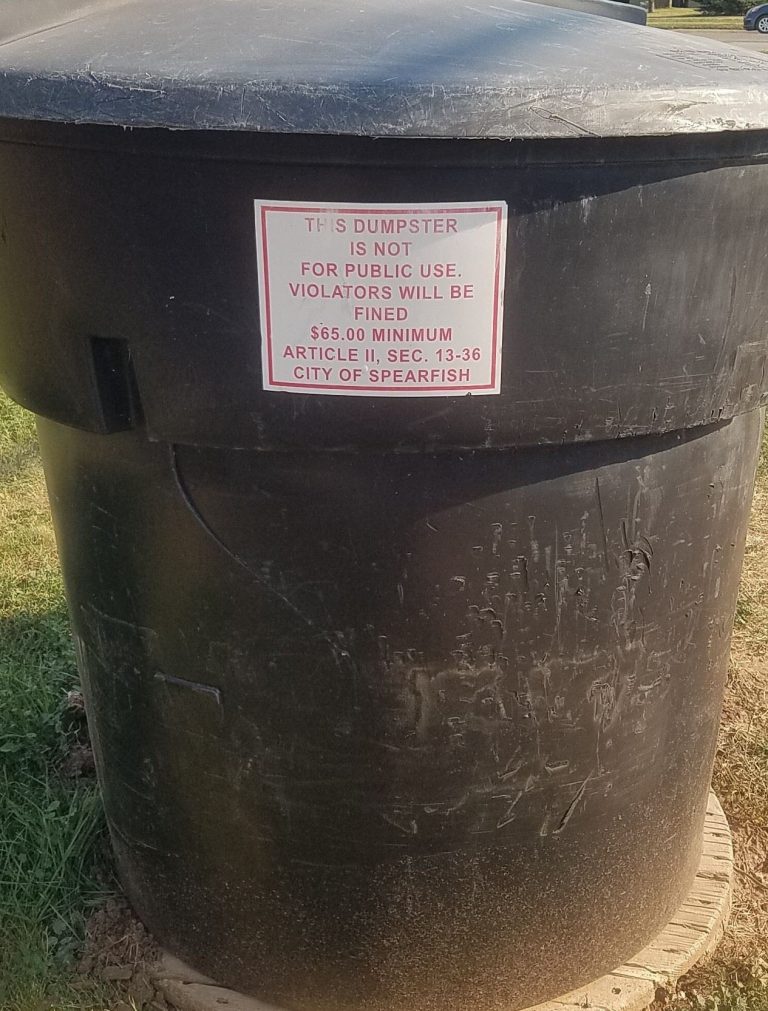 THIS DUMPSTER
IS NOT
FOR PUBLIC USE.
VIOLATORS WILL BE
FINED
$65.00 MINIMUM
ARTICLE II, SEC. 13-36
CITY OF SPEARFISH